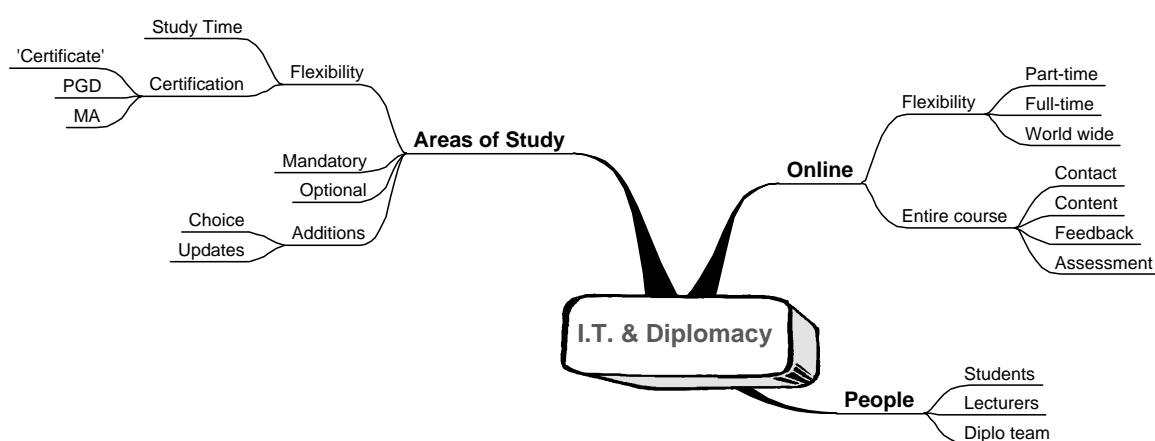 I.T. & Diplomacy
Areas of Study
Flexibility
Study Time
Certification
'Certificate'
PGD
MA
Mandatory
Optional
Additions
Choice
Updates
Online
Flexibility
Part-time
Full-time
World wide
Entire course
Contact
Content
Feedback
Assessment
People
Students
Lecturers
Diplo team